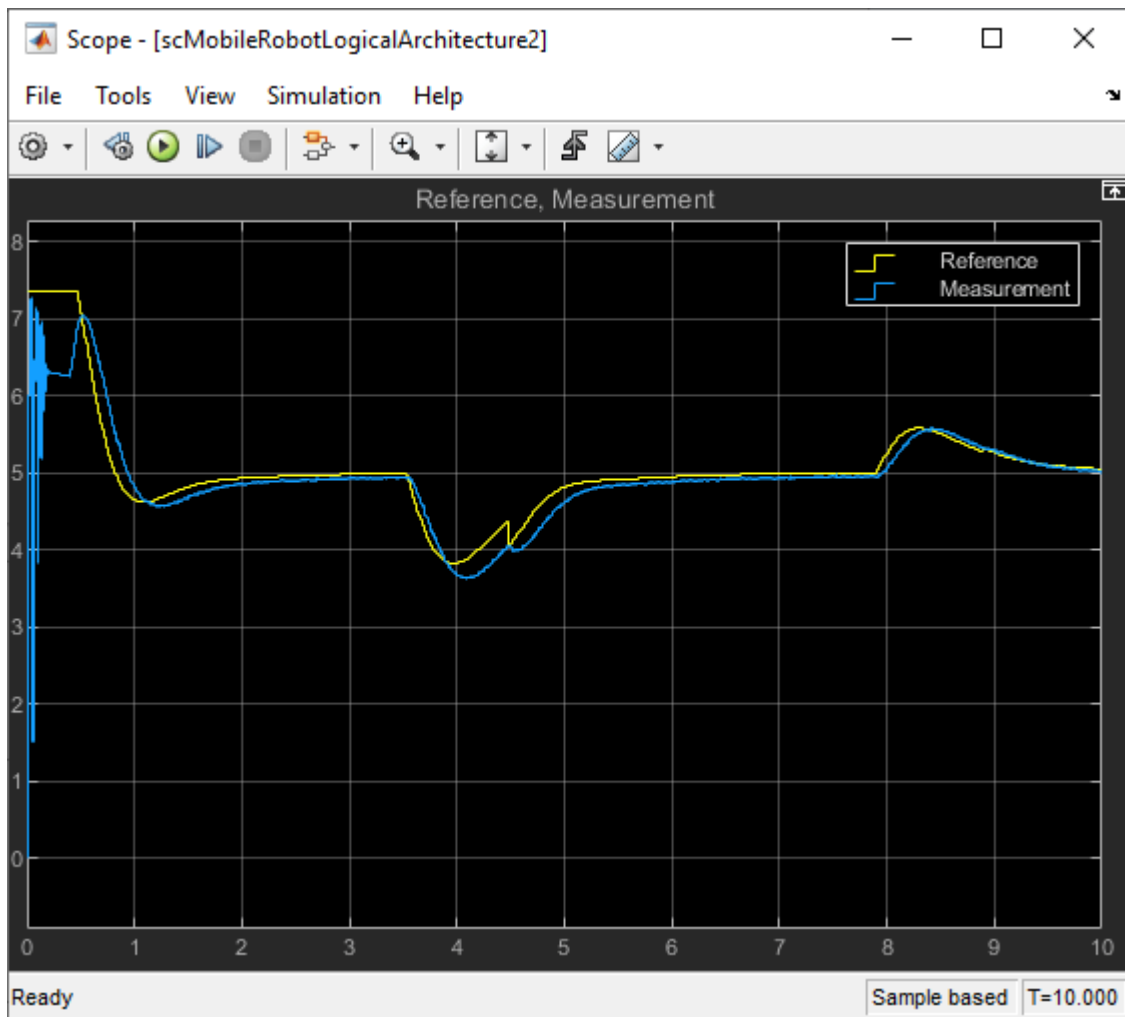 Scope - [scMobileRobotLogicalArchitecture2]
File Tools View Simulation Help
Reference, Measurement
Reference
Measurement
8
7
6
5
4
3
2
1
0
0 1 2 3 4 5 6 7 8 9 10
Ready Sample based T=10.000